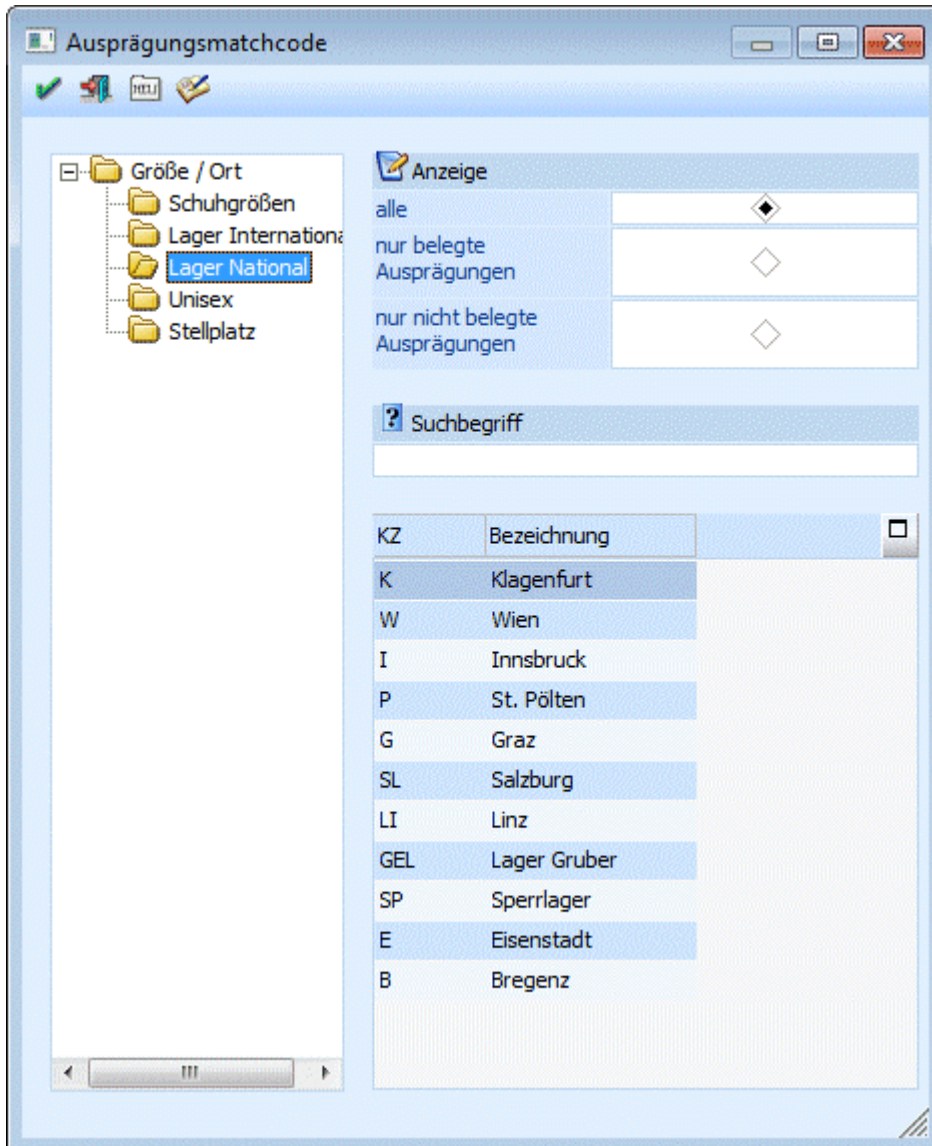 Ausprägungsmatchcode
NEU
Größe / Ort
Schuhgrößen
Lager Internationa
Lager National
Unisex
Stellplatz
Anzeige
alle
nur belegte
Ausprägungen
nur nicht belegte
Ausprägungen
Suchbegriff
KZ Bezeichnung
K Klagenfurt
W Wien
I Innsbruck
P St. Pölten
G Graz
SL Salzburg
LI Linz
GEL Lager Gruber
SP Sperrlager
E Eisenstadt
B Bregenz